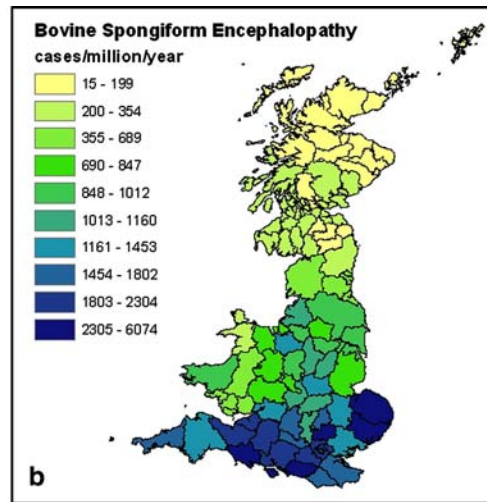 Bovine Spongiform Encephalopathy
cases/million/year
15 - 199
200 - 354
355 - 689
690 - 847
848 - 1012
1013 - 1160
1161 - 1453
1454 - 1802
1803 - 2304
2305 - 6074
b